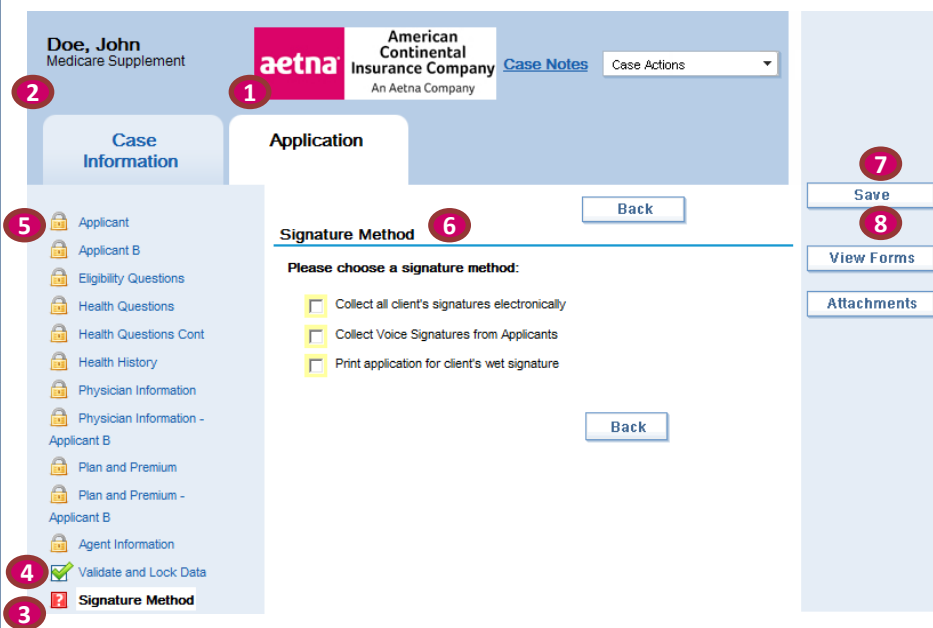 Doe, John
Medicare Supplement
aetna
American
Continental
Insurance Company
An Aetna Company
Case Notes
Case Actions
2
1
Case
Information
Application
7
Save
8
View Forms
Attachments
5
Applicant
Applicant B
Eligibility Questions
Health Questions
Health Questions Cont
Health History
Physician Information
Physician Information -
Applicant B
Plan and Premium
Plan and Premium -
Applicant B
Agent Information
4
Validate and Lock Data
?
Signature Method
3
Back
Signature Method
6
Please choose a signature method:
Collect all client's signatures electronically
Collect Voice Signatures from Applicants
Print application for client's wet signature
Back